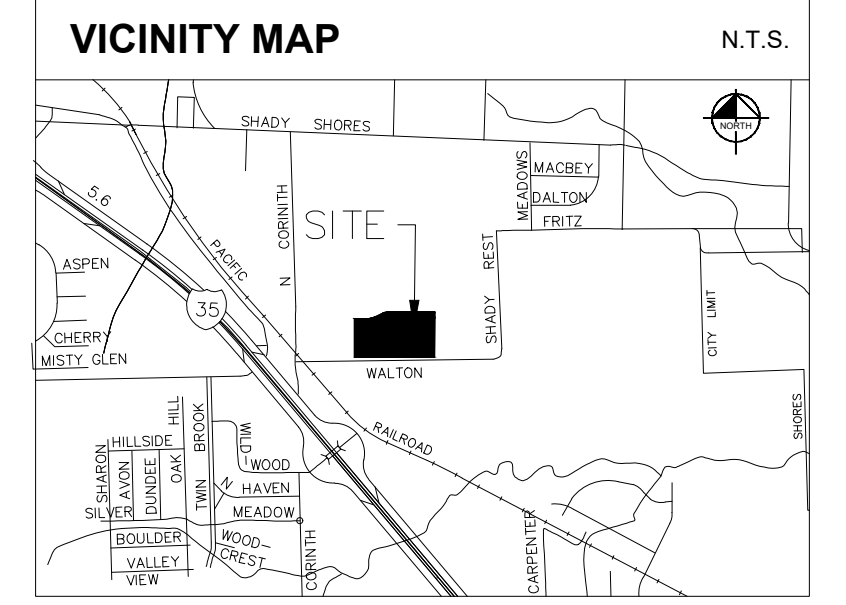 VICINITY MAP
N.T.S.
SHADY SHORES
NORTH
MEADOWS
MACBEY
DALTON
FRITZ
5.6
PACIFIC
N CORINITH
SITE
SHADY REST
ASPEN
35
CITY LIMIT
CHERRY
MISTY GLEN
WALTON
SHORES
HILL
OAK
TWIN BROOK
WILD-
WOOD
RAILROAD
HILLSIDE
SHARON
AVON
DUNDEE
N HAVEN
SILVER
MEADOW
BOULDER
WOOD-
CREST
VALLEY
VIEW
CORINTH
CARPENTER